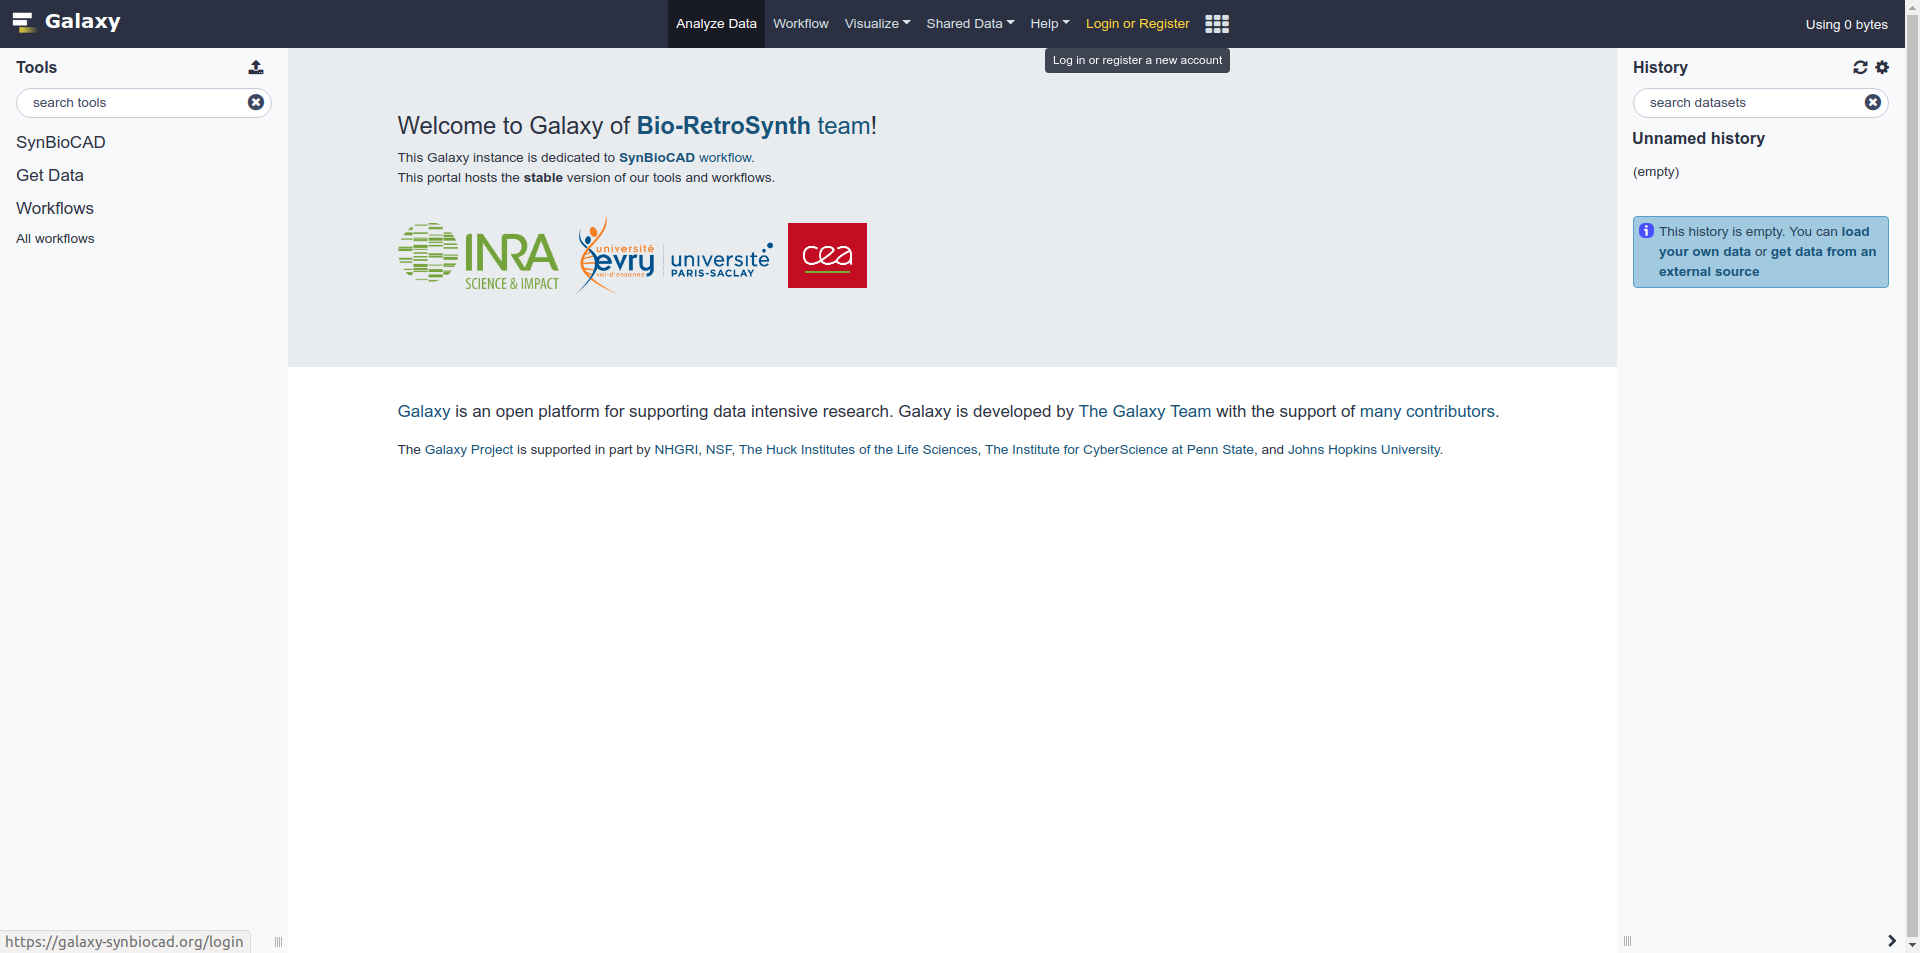 Galaxy
Analyze Data Workflow Visualize Shared Data Help Login or Register
Using 0 bytes
Log in or register a new account
Tools
search tools
SynBioCAD
Get Data
Workflows
All workflows
Welcome to Galaxy of Bio-RetroSynth team!
This Galaxy instance is dedicated to SynBioCAD workflow.
This portal hosts the stable version of our tools and workflows.
INRA
SCIENCE & IMPACT
université
evry
val-d'essonne
université
PARIS-SACLAY
cea
Galaxy is an open platform for supporting data intensive research. Galaxy is developed by The Galaxy Team with the support of many contributors.
The Galaxy Project is supported in part by NHGRI, NSF, The Huck Institutes of the Life Sciences, The Institute for CyberScience at Penn State, and Johns Hopkins University.
History
search datasets
Unnamed history
(empty)
This history is empty. You can load
your own data or get data from an
external source
https://galaxy-synbiocad.org/login